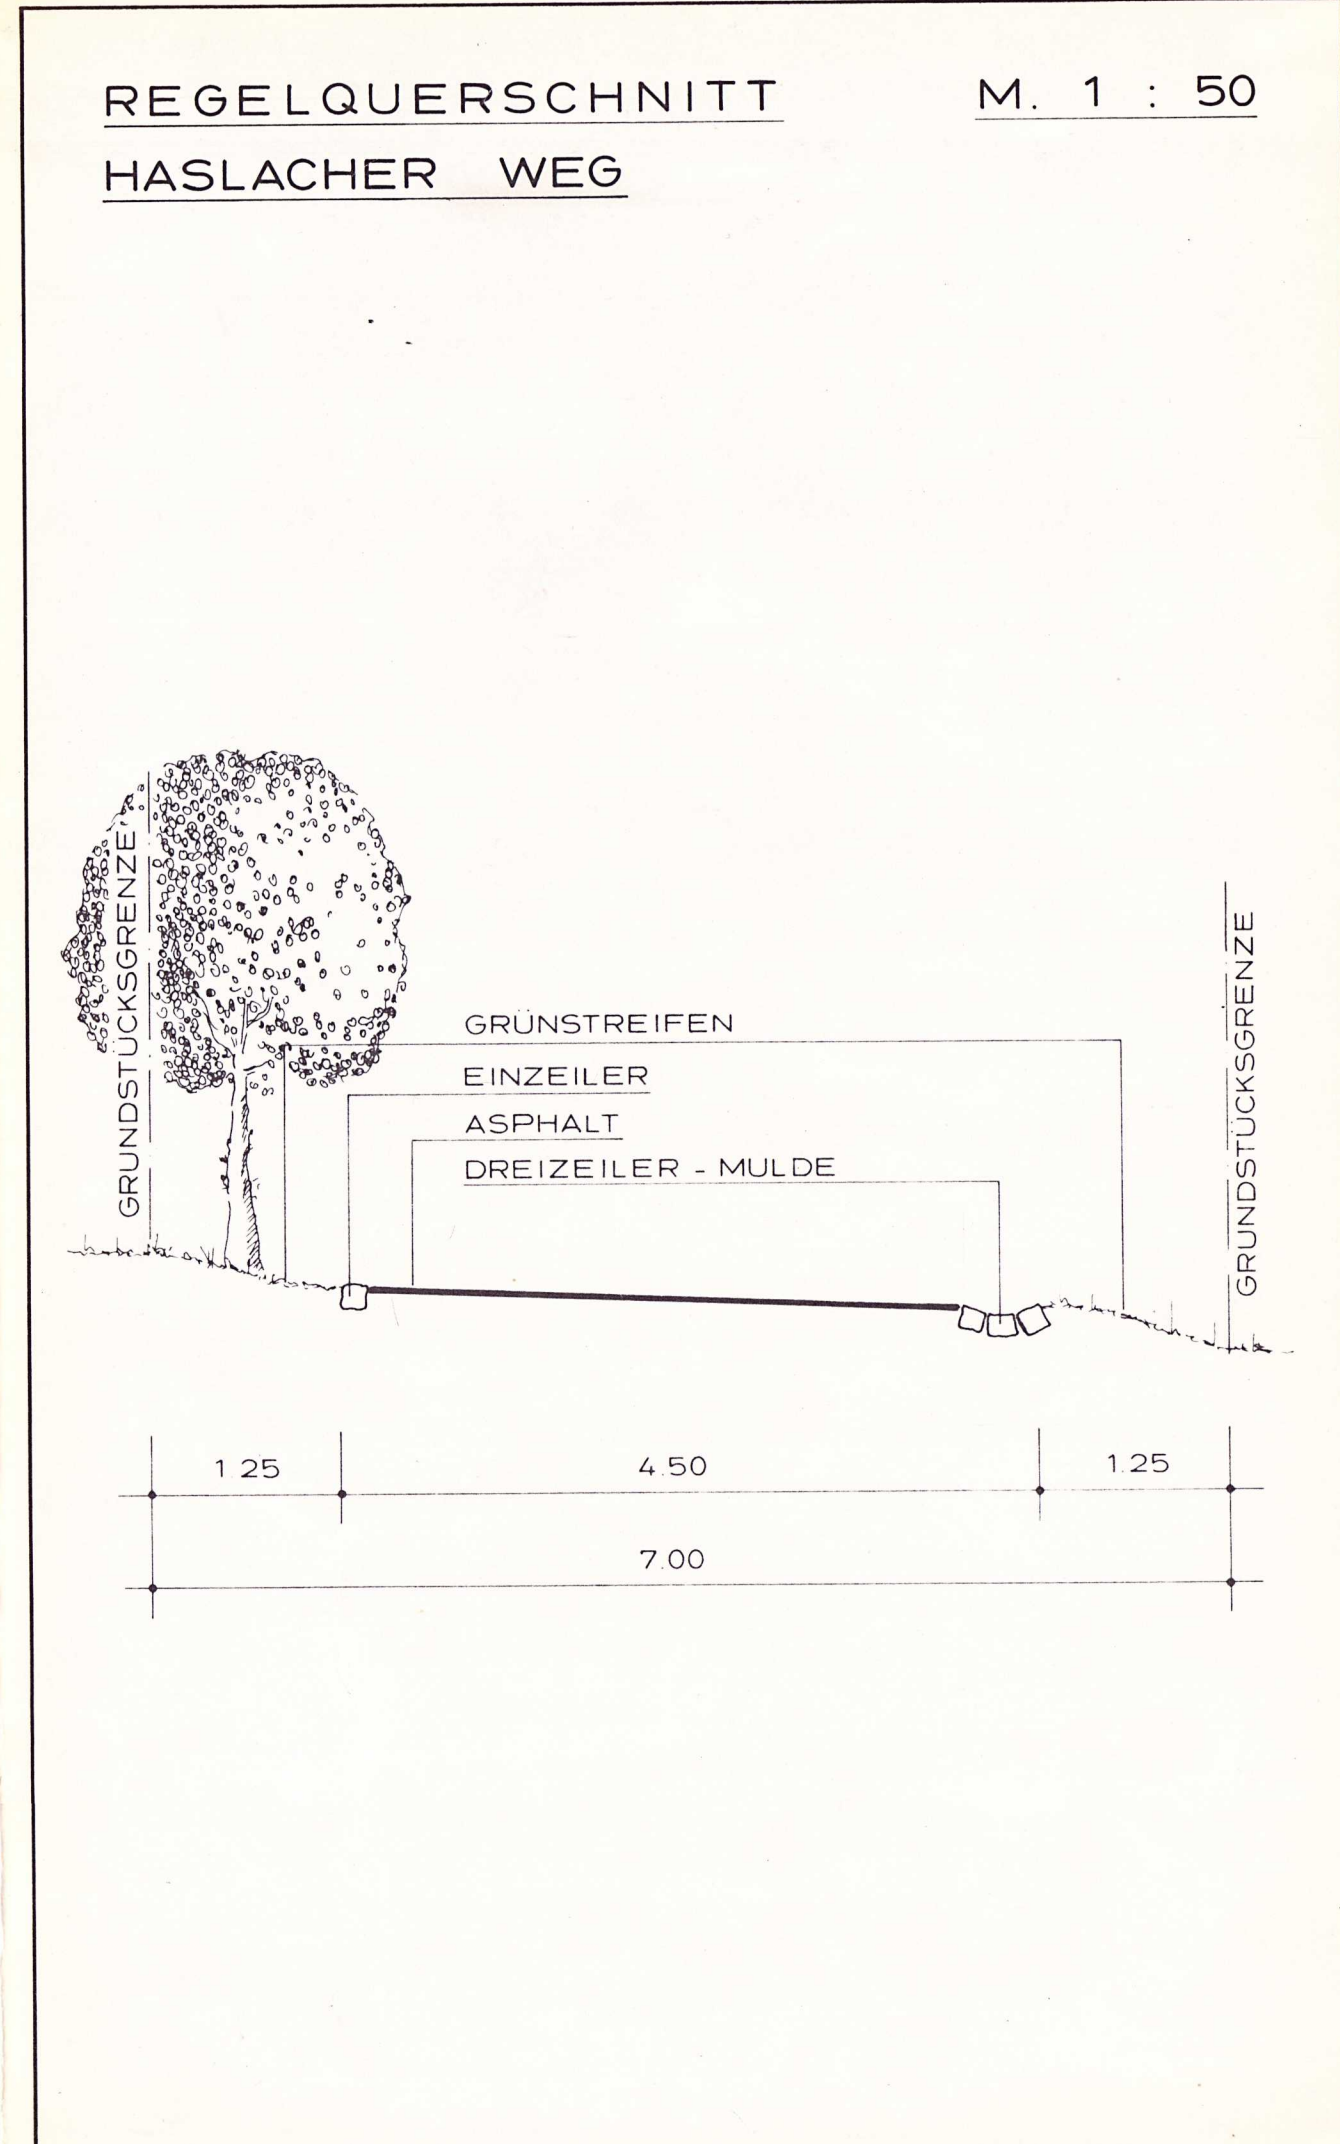 REGELQUERSCHNITT M. 1 : 50
HASLACHER WEG
GRUNDSTÜCKSGRENZE
GRÜNSTREIFEN
EINZEILER
ASPHALT
DREIZEILER - MULDE
GRUNDSTÜCKSGRENZE
1.25 4.50 1.25
7.00